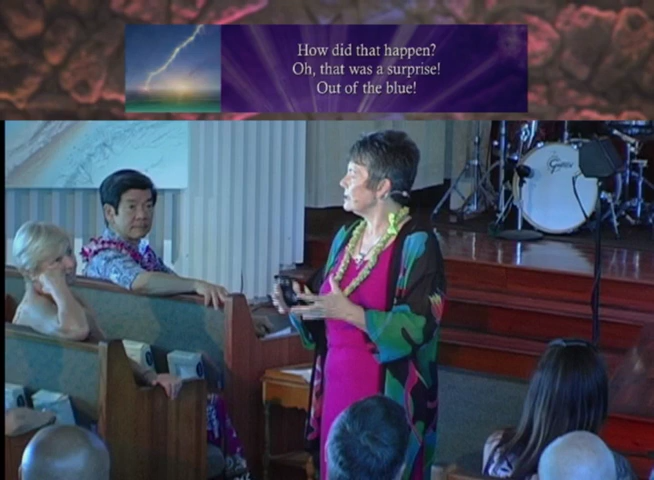 How did that happen?
Oh, that was a surprise!
Out of the blue!
Gretsch